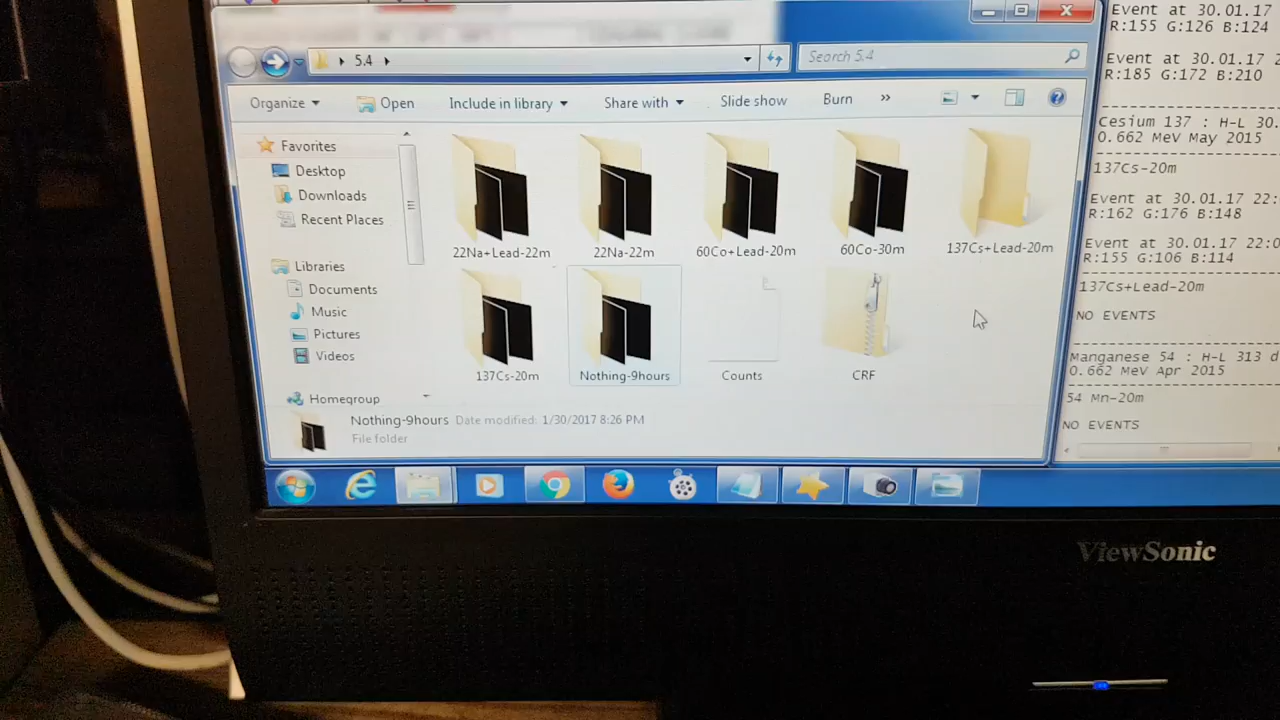 5.4
Search 5.4
Organize
Open
Include in library
Share with
Slide show
Burn
»
Favorites
Desktop
Downloads
Recent Places
Libraries
Documents
Music
Pictures
Videos
Homegroup
22Na+Lead-22m
22Na-22m
60Co+Lead-20m
60Co-30m
137Cs+Lead-20m
137Cs-20m
Nothing-9hours
Counts
CRF
Nothing-9hours Date modified: 1/30/2017 8:26 PM
File folder
Event at 30.01.17
R:155 G:126 B:124
Event at 30.01.17 2
R:185 G:172 B:210
Cesium 137 : H-L 30.
0.662 MeV May 2015
137Cs-20m
Event at 30.01.17 22:
R:162 G:176 B:148
Event at 30.01.17 22:0
R:155 G:106 B:114
137Cs+Lead-20m
NO EVENTS
Manganese 54 : H-L 313 d
0.662 MeV Apr 2015
54 Mn-20m
NO EVENTS
ViewSonic